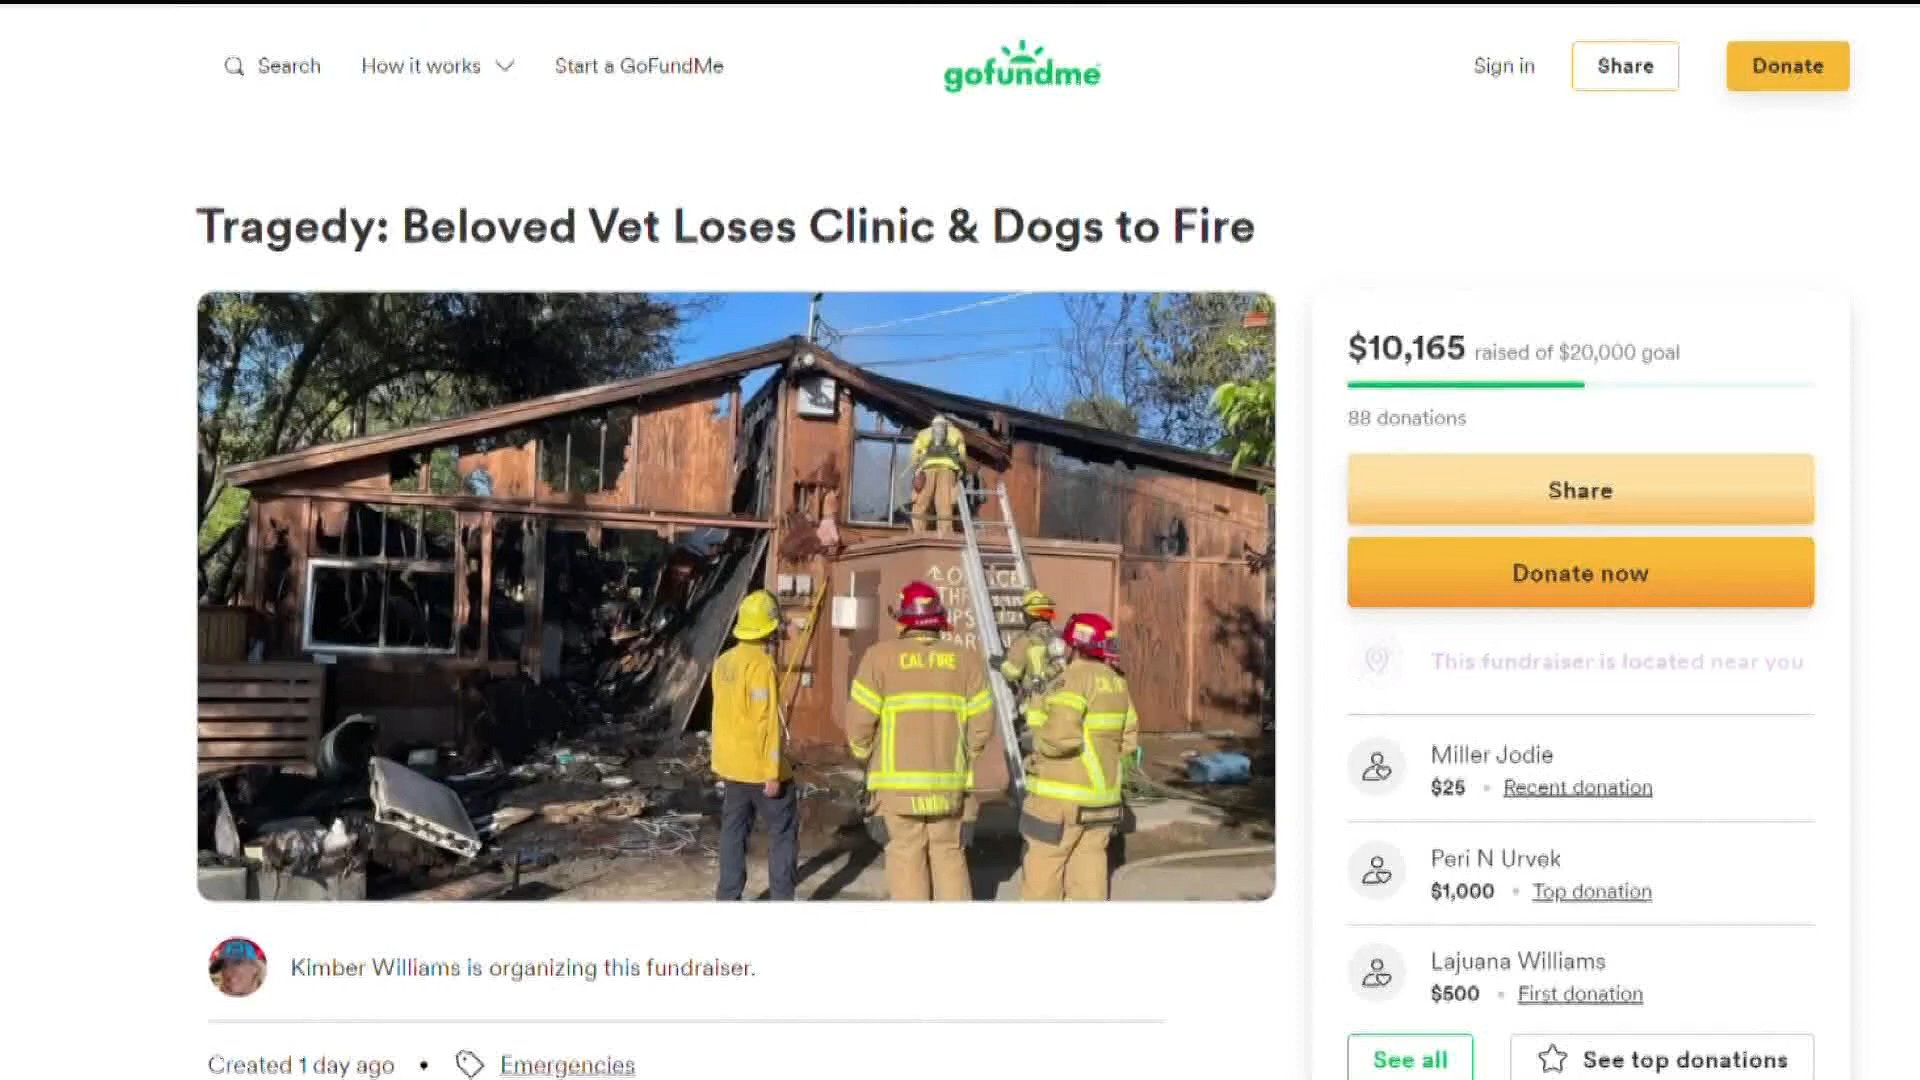 Search
How it works
Start a GoFundMe
gofundme
Sign in
Share
Donate
Tragedy: Beloved Vet Loses Clinic & Dogs to Fire
CAL FIRE
$10,165 raised of $20,000 goal
88 donations
Share
Donate now
This fundraiser is located near you
Miller Jodie
$25 • Recent donation
Peri N Urvek
$1,000 • Top donation
Lajuana Williams
$500 • First donation
See all
See top donations
Kimber Williams is organizing this fundraiser.
Created 1 day ago • Emergencies